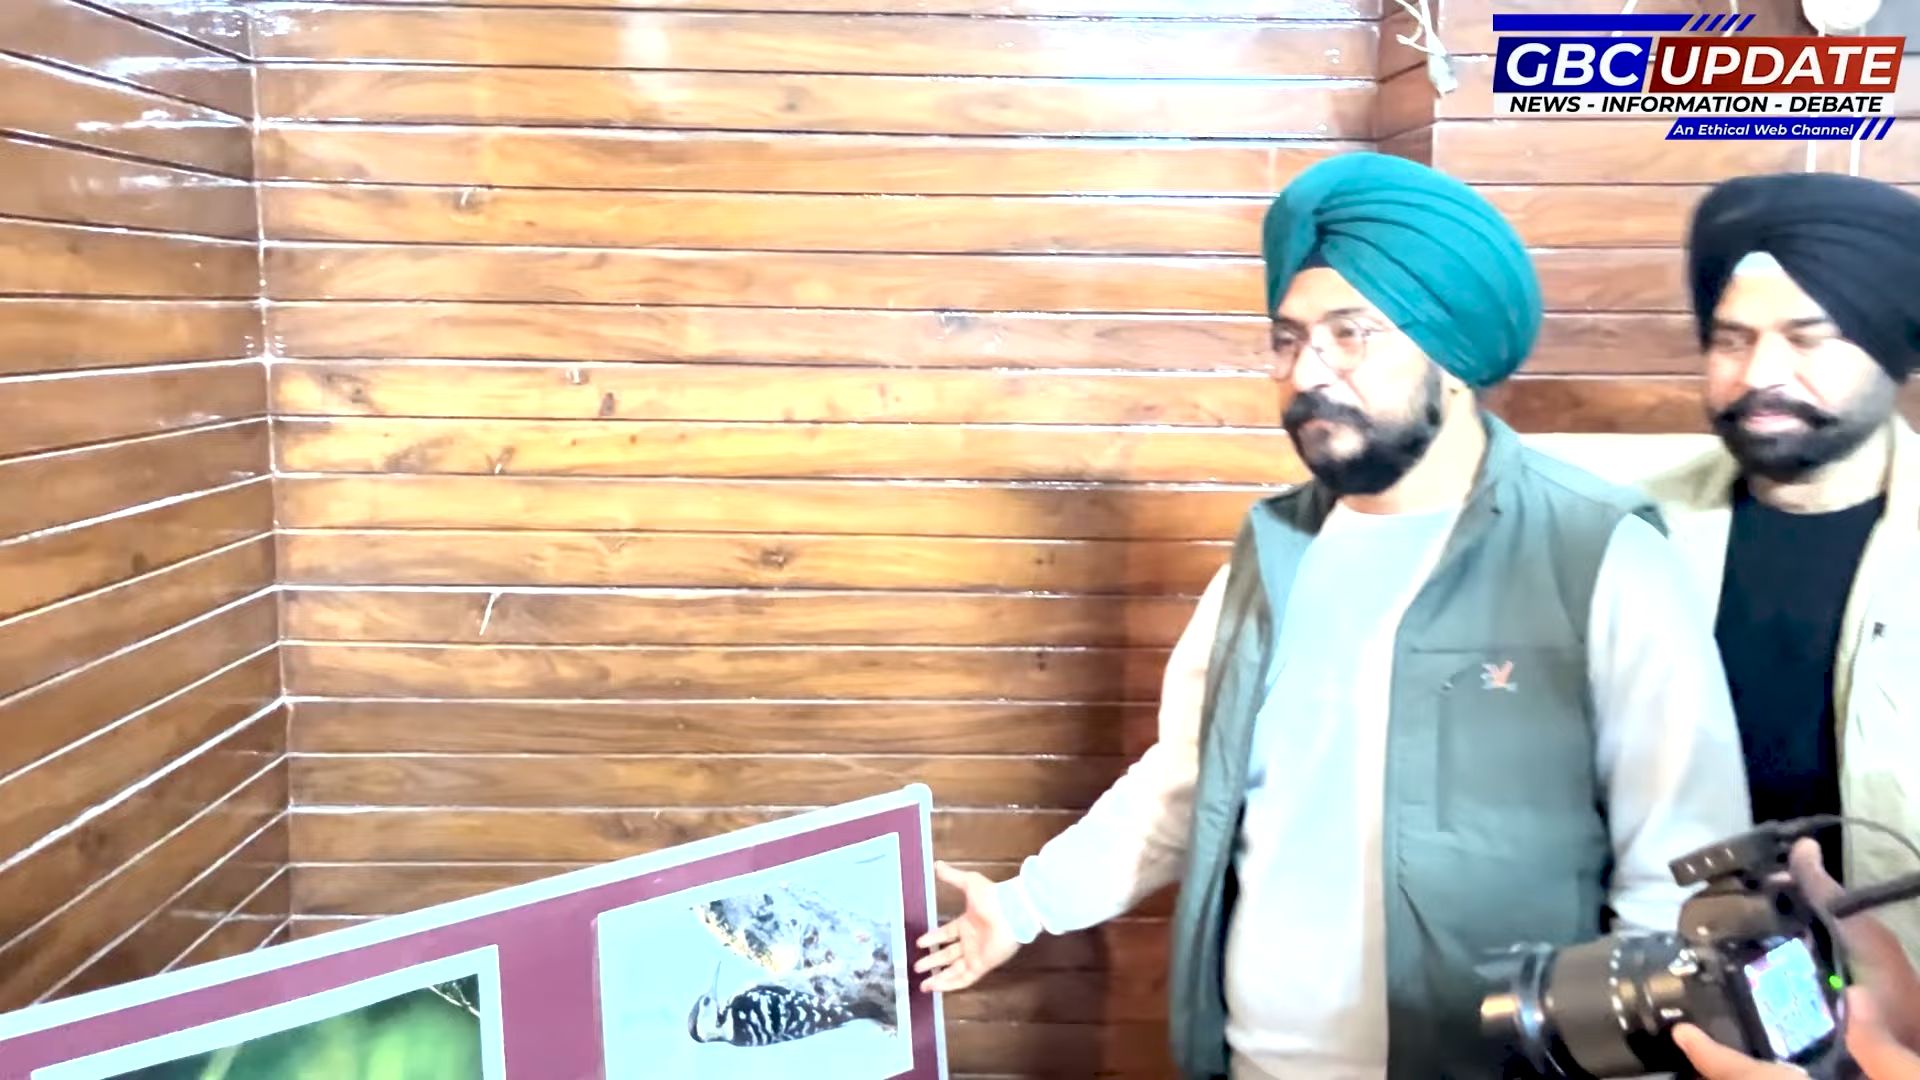 GBC UPDATE
NEWS - INFORMATION - DEBATE
An Ethical Web Channel